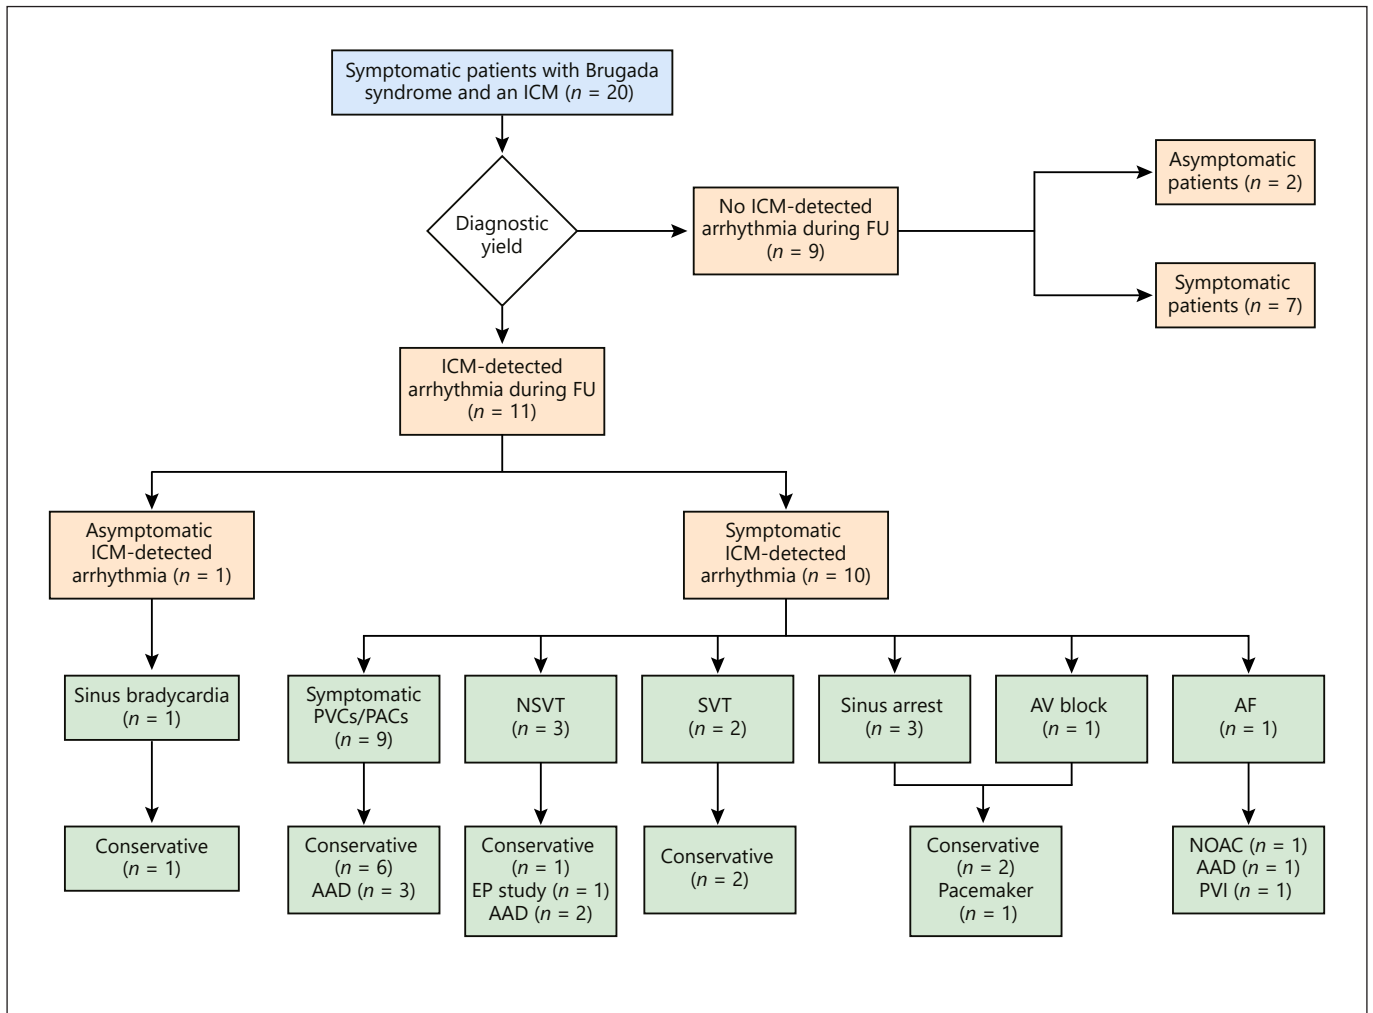 Symptomatic patients with Brugada
syndrome and an ICM (n = 20)
Diagnostic
yield
No ICM-detected
arrhythmia during FU
(n = 9)
Asymptomatic
patients (n = 2)
Symptomatic
patients (n = 7)
ICM-detected
arrhythmia during FU
(n = 11)
Asymptomatic
ICM-detected
arrhythmia (n = 1)
Symptomatic
ICM-detected
arrhythmia (n = 10)
Sinus bradycardia
(n = 1)
Symptomatic
PVCs/PACs
(n = 9)
NSVT
(n = 3)
SVT
(n = 2)
Sinus arrest
(n = 3)
AV block
(n = 1)
AF
(n = 1)
Conservative
(n = 1)
Conservative
(n = 6)
AAD (n = 3)
Conservative
(n = 1)
EP study (n = 1)
AAD (n = 2)
Conservative
(n = 2)
Conservative
(n = 2)
Pacemaker
(n = 1)
NOAC (n = 1)
AAD (n = 1)
PVI (n = 1)